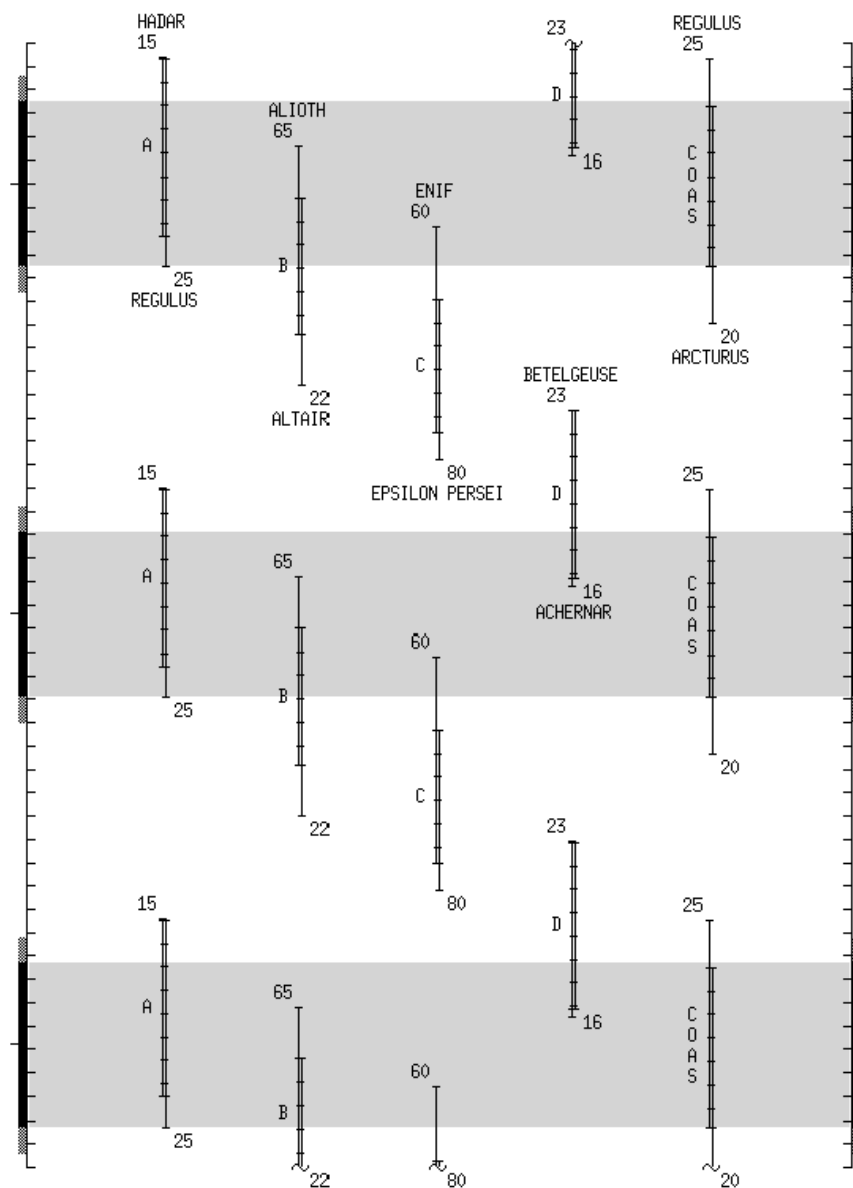 HADAR
15
23
REGULUS
25
D
ALIOTH
65
A
16
C
O
A
S
ENIF
60
B
25
REGULUS
20
ARCTURUS
C
BETELGEUSE
23
22
ALTAIR
80
EPSILON PERSEI
15
25
D
65
A
16
ACHERNAR
C
O
A
S
60
B
25
20
C
22
23
80
15
25
D
65
A
16
C
O
A
S
60
B
25
22
80
20